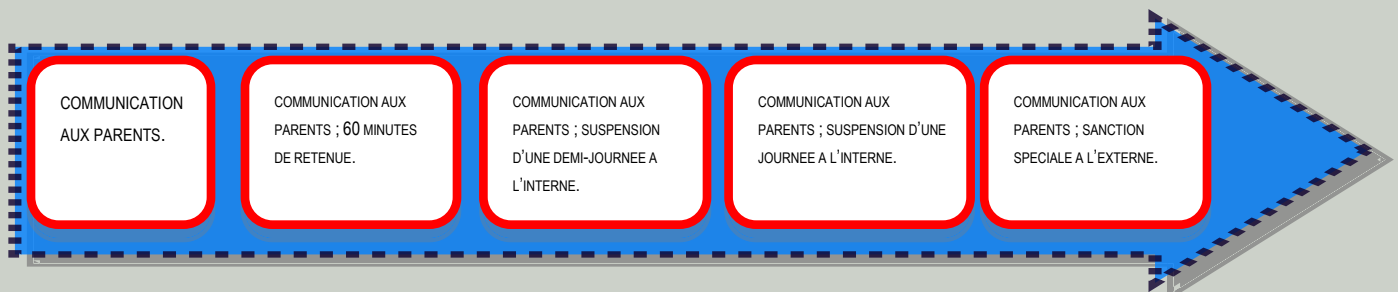 COMMUNICATION
AUX PARENTS.
COMMUNICATION AUX
PARENTS ; 60 MINUTES
DE RETENUE.
COMMUNICATION AUX
PARENTS ; SUSPENSION
D’UNE DEMI-JOURNEE A
L’INTERNE.
COMMUNICATION AUX
PARENTS ; SUSPENSION D’UNE
JOURNEE A L’INTERNE.
COMMUNICATION AUX
PARENTS ; SANCTION
SPECIALE A L’EXTERNE.